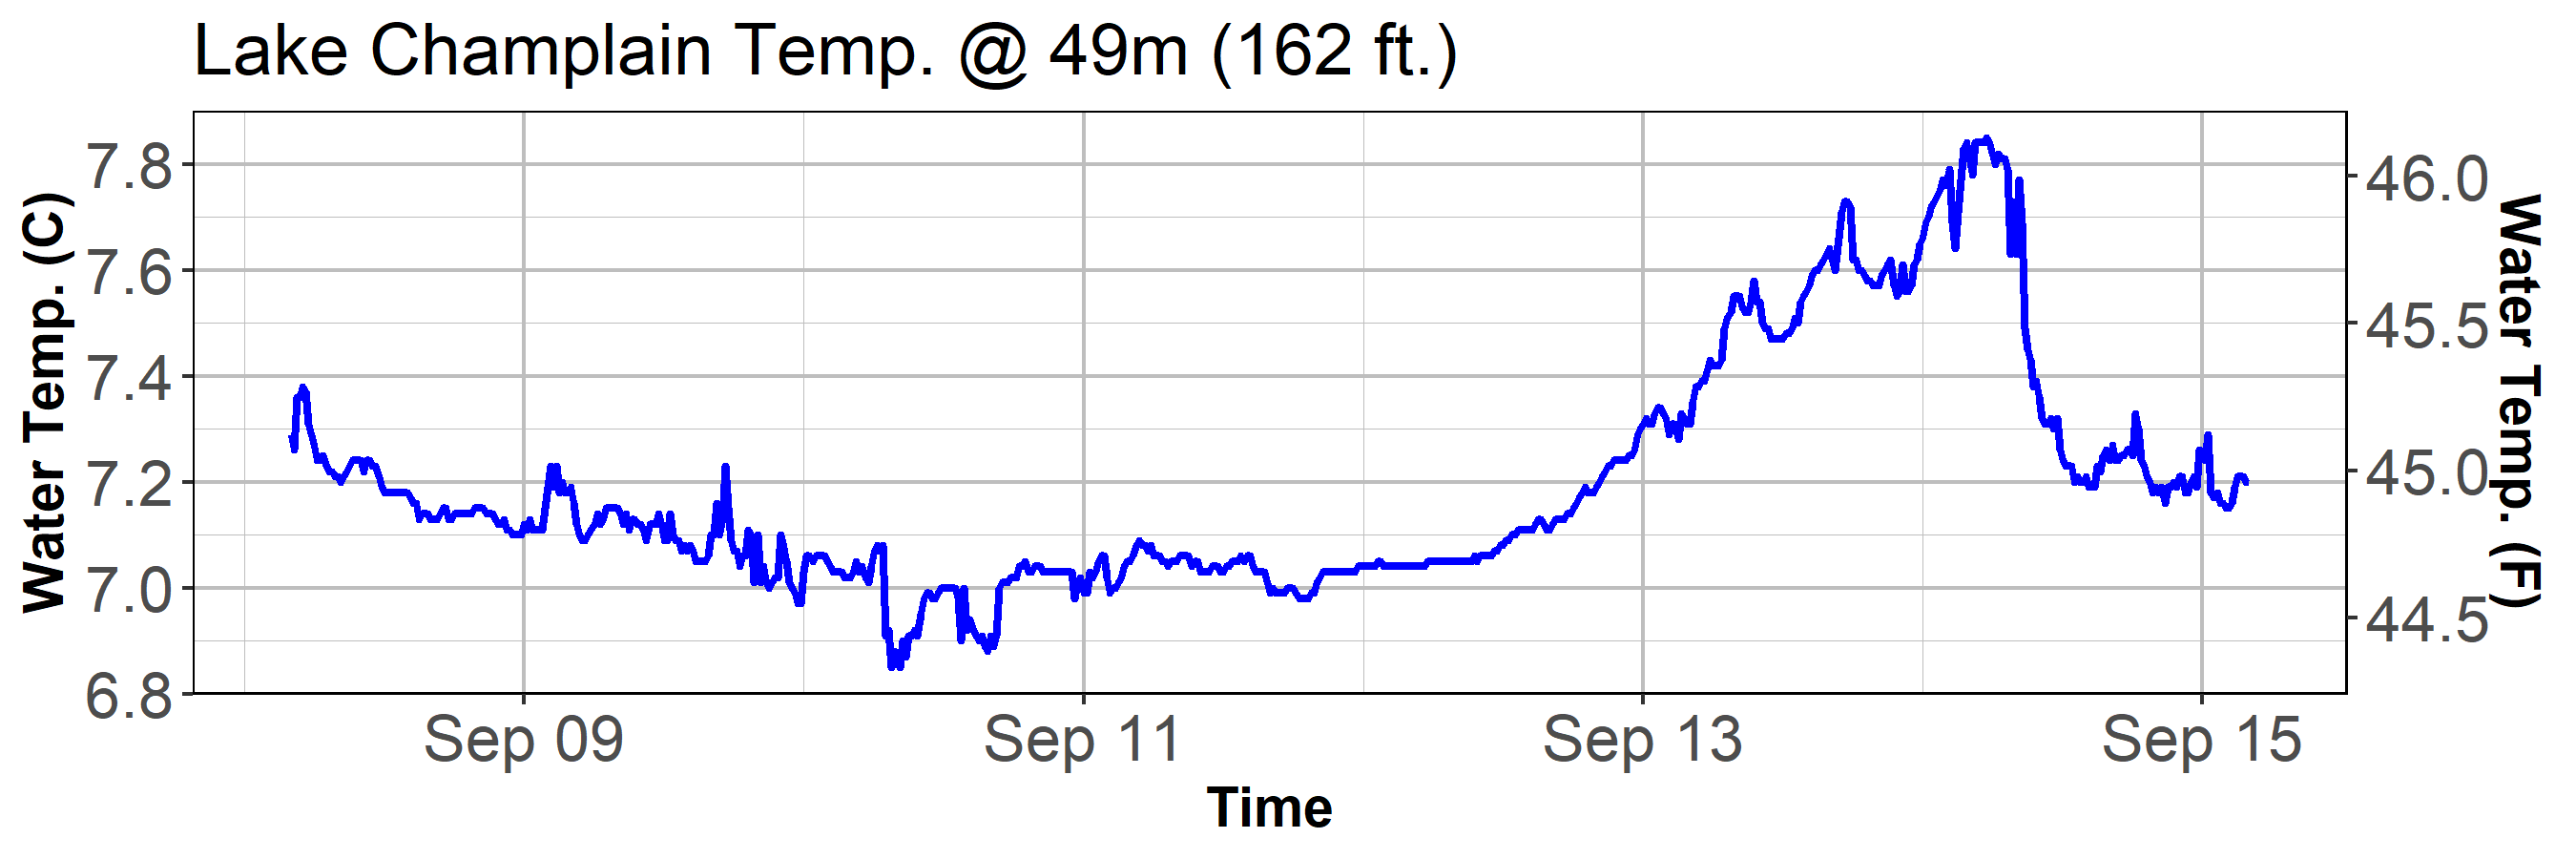 Lake Champlain Temp. @ 49m (162 ft.)
Water Temp. (C)
7.8
7.6
7.4
7.2
7.0
6.8
46.0
45.5
45.0
44.5
Water Temp. (F)
Sep 09 Sep 11 Sep 13 Sep 15
Time